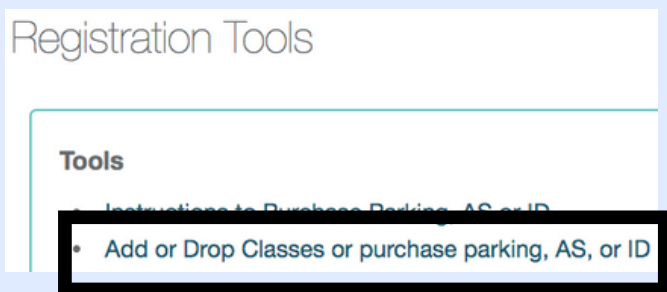 Registration Tools
Tools
Instructions to Purchase Parking, AS or ID
Add or Drop Classes or purchase parking, AS, or ID